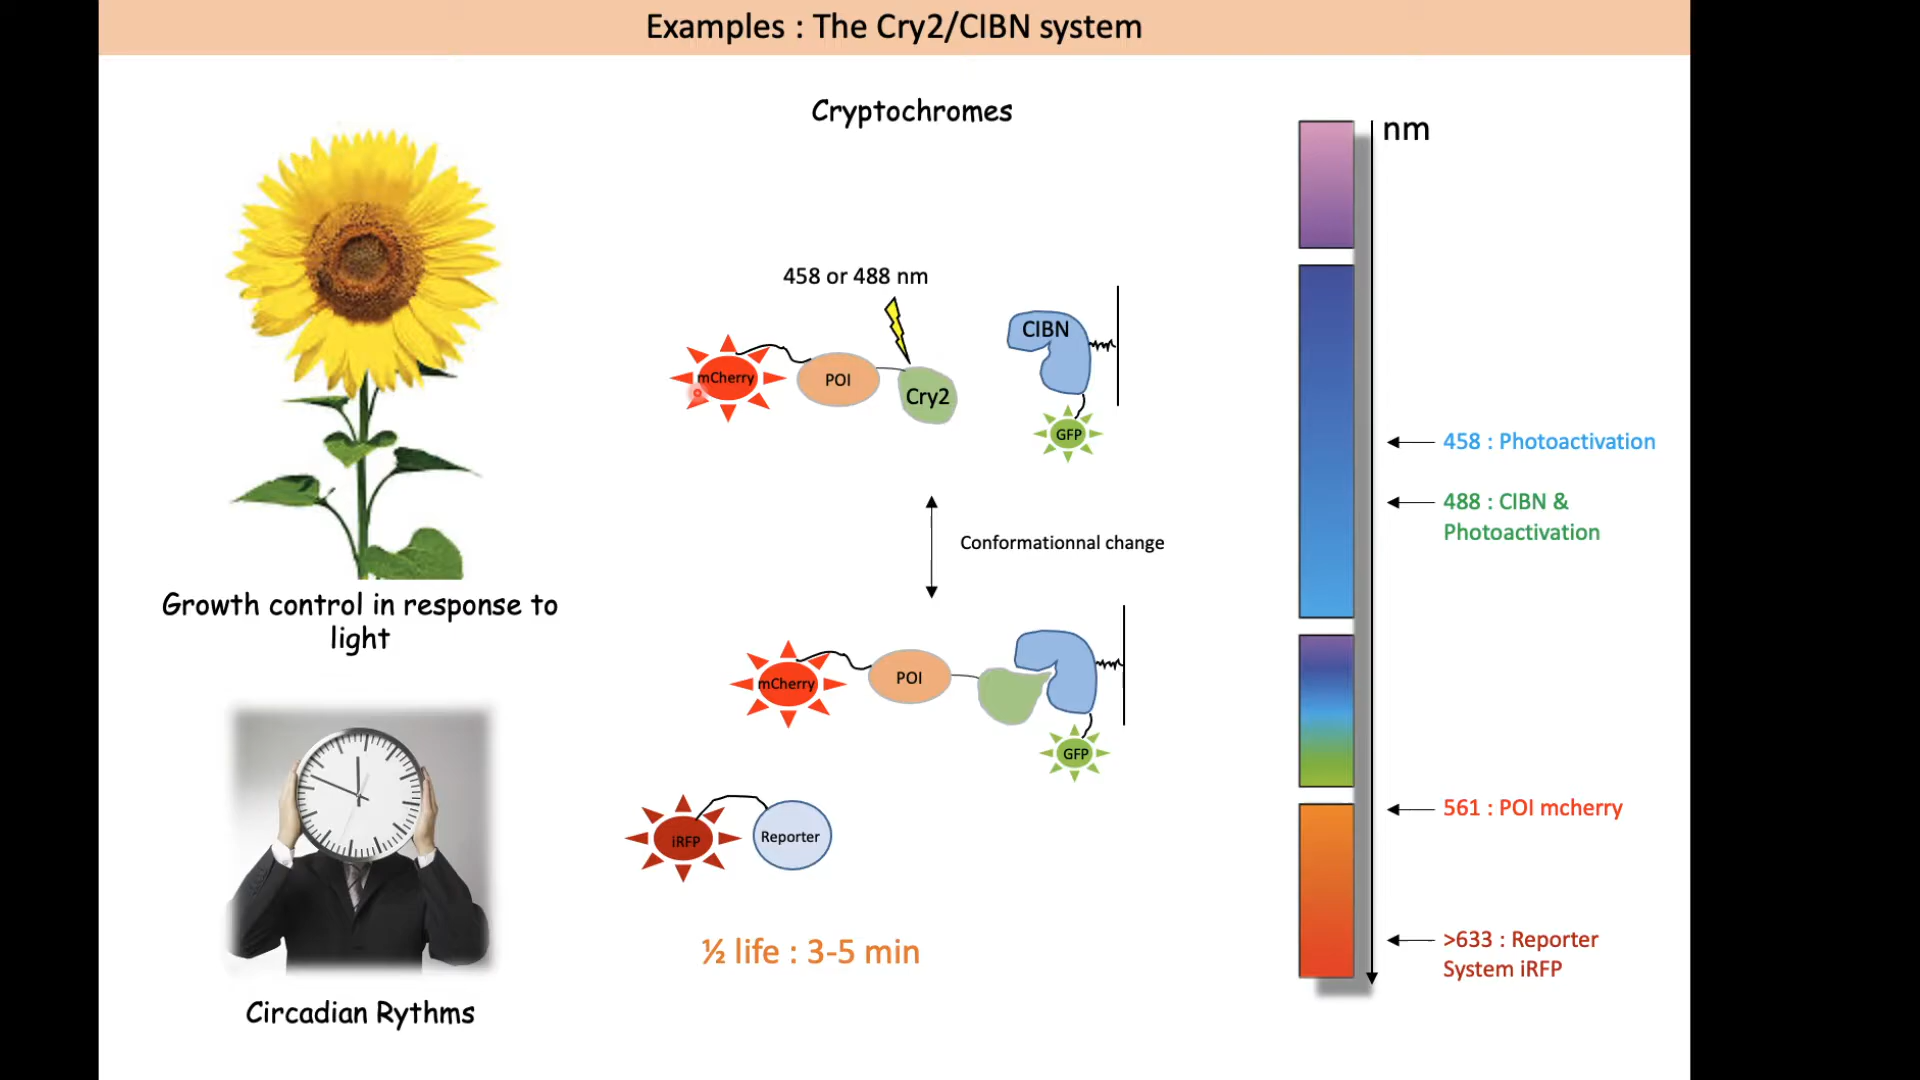 Examples : The Cry2/CIBN system
Cryptochromes
nm
458 or 488 nm
CIBN
mCherry
POI
Cry2
GFP
458 : Photoactivation
488 : CIBN &
Photoactivation
Conformationnal change
Growth control in response to
light
mCherry
POI
GFP
561 : POI mcherry
iRFP
Reporter
>633 : Reporter
System iRFP
½ life : 3-5 min
Circadian Rythms